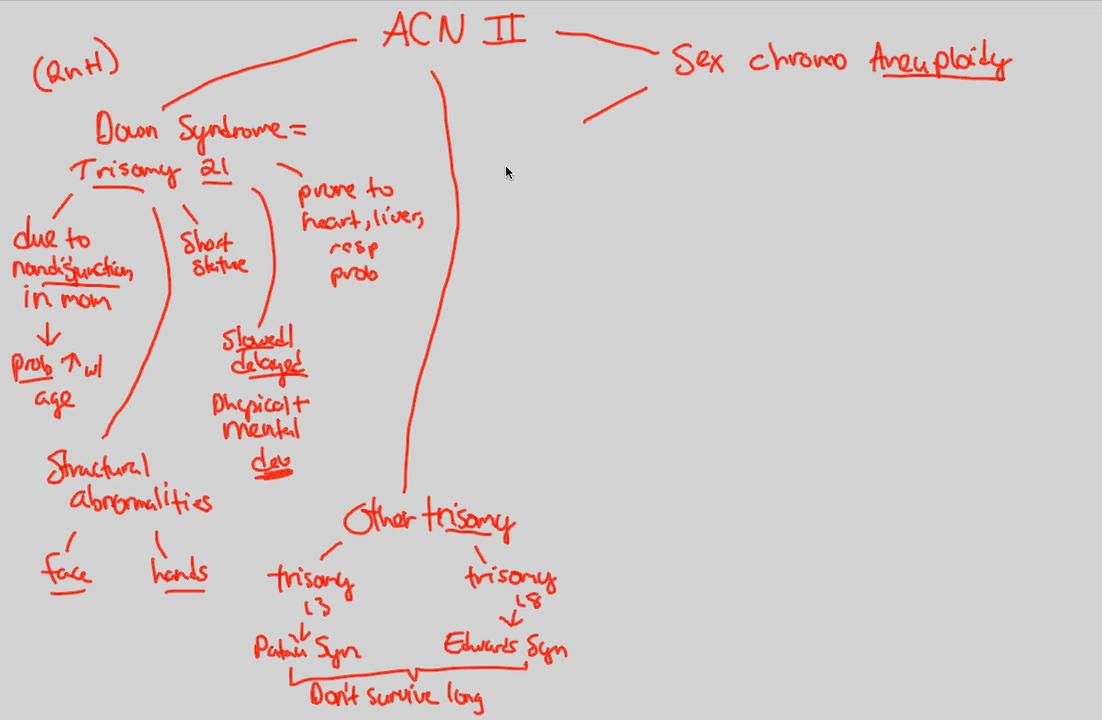 ACN II
(2n+1)
Sex chromo Aneuploidy
Down Syndrome =
Trisomy 21
due to
nondisjunction
in mom
↓
prob ↑ w/
age
Short
stature
prone to
heart, liver,
resp
prob
Slowed/
delayed
physical +
mental
dev
Structural
abnormalities
face
hands
Other trisomy
trisomy
13
↓
Patau Syn
trisomy
18
↓
Edwards Syn
Don't survive long